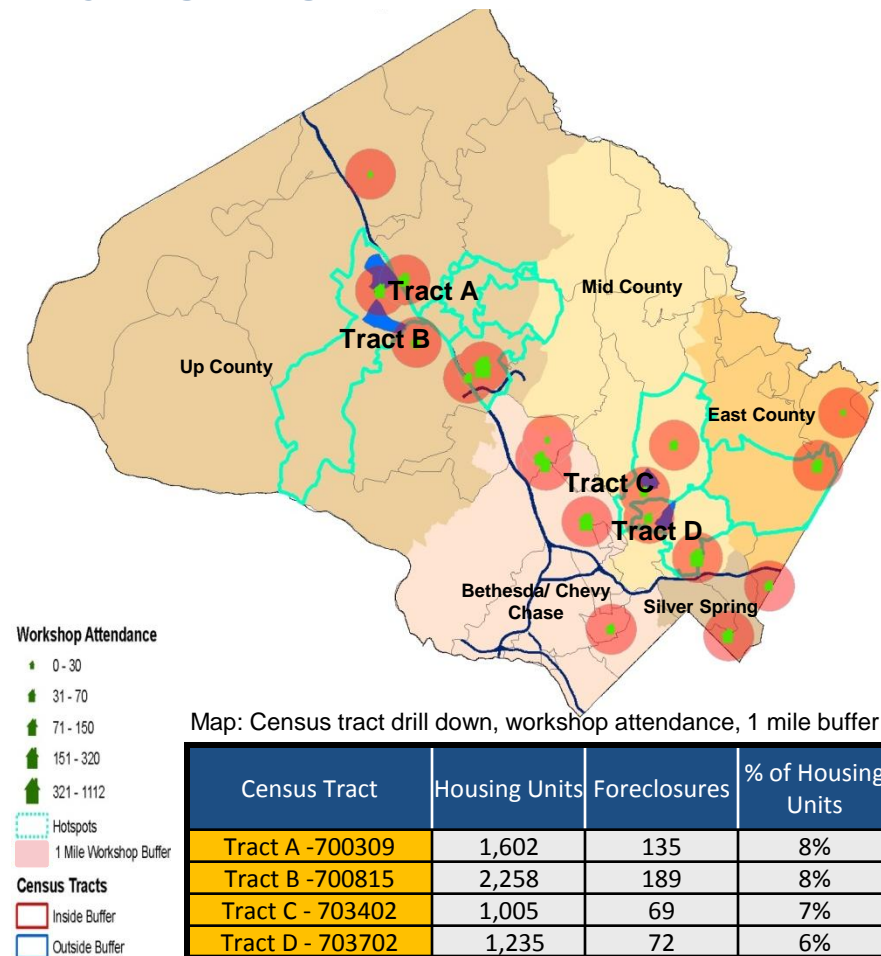 Tract A
Mid County
Tract B
Up County
East County
Tract C
Tract D
Bethesda/ Chevy
Chase
Silver Spring
Workshop Attendance
0 - 30
31 - 70
71 - 150
151 - 320
321 - 1112
Hotspots
1 Mile Workshop Buffer
Census Tracts
Inside Buffer
Outside Buffer
Map: Census tract drill down, workshop attendance, 1 mile buffer
Census Tract Housing Units Foreclosures % of Housing
Units
Tract A -700309 1,602 135 8%
Tract B -700815 2,258 189 8%
Tract C - 703402 1,005 69 7%
Tract D - 703702 1,235 72 6%